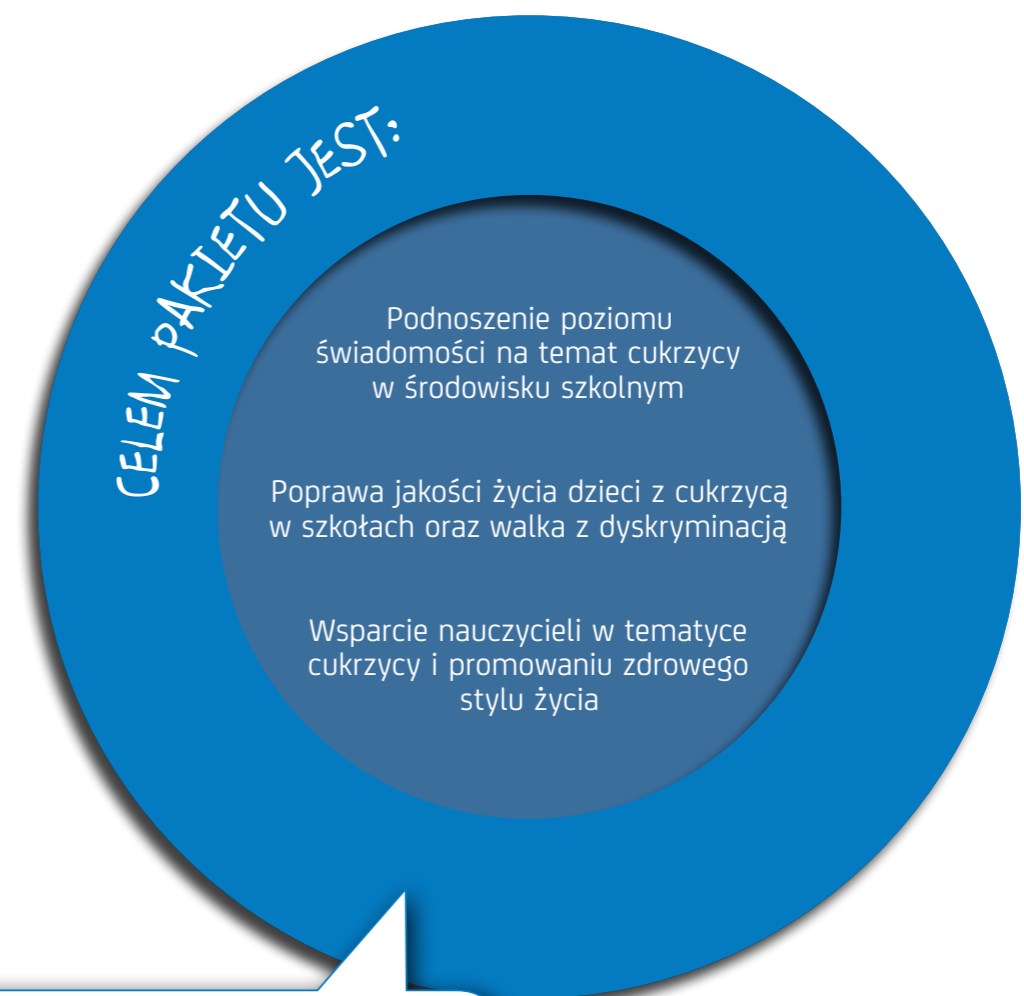 CELEM PAKIETU JEST:
Podnoszenie poziomu
świadomości na temat cukrzycy
w środowisku szkolnym
Poprawa jakości życia dzieci z cukrzycą
w szkołach oraz walka z dyskryminacją
Wsparcie nauczycieli w tematyce
cukrzycy i promowaniu zdrowego
stylu życia